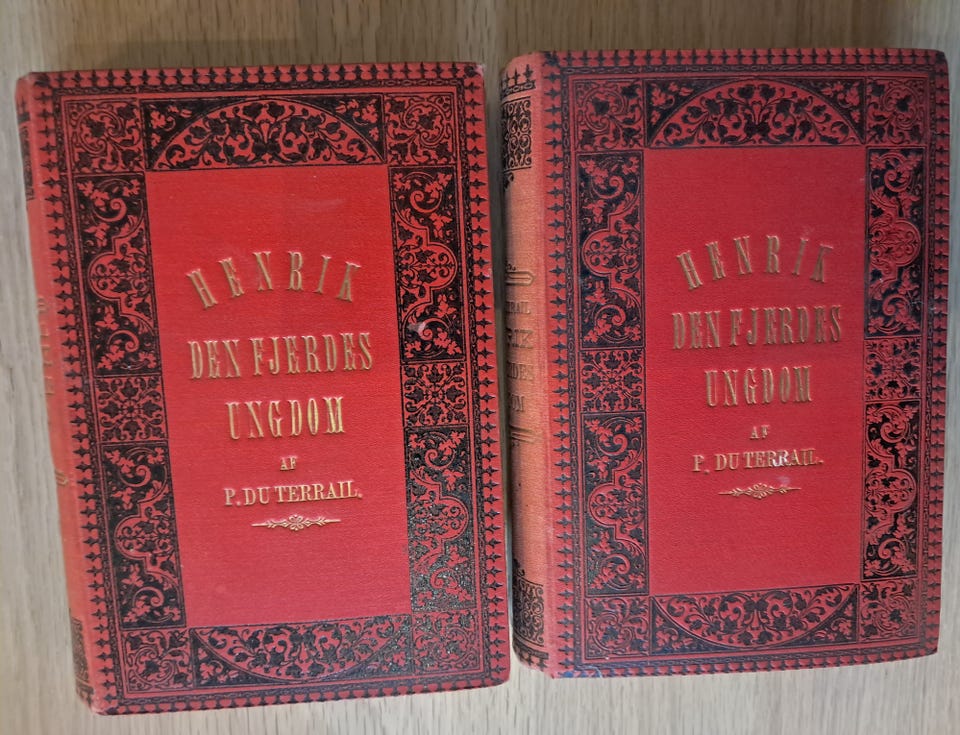 HENRIK
DEN FJERDES
UNGDOM
AF
P. DU TERRAIL.
HENRIK
DEN FJERDES
UNGDOM
AF
P. DU TERRAIL.